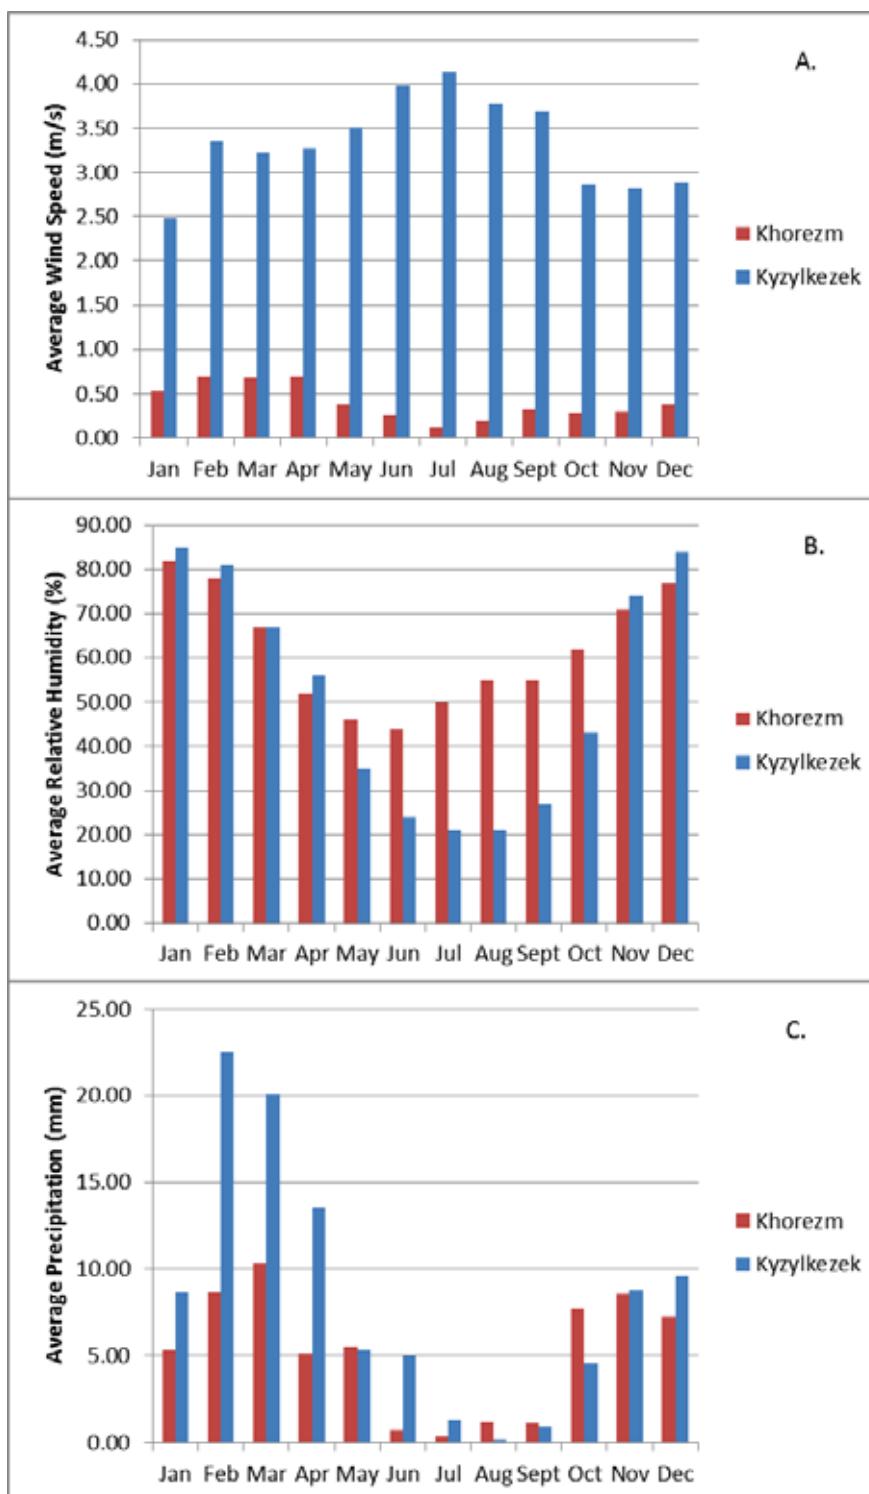 A.
Average Wind Speed (m/s)
4.50
4.00
3.50
3.00
2.50
2.00
1.50
1.00
0.50
0.00
Jan Feb Mar Apr May Jun Jul Aug Sept Oct Nov Dec
Khorezm
Kyzylkezek
B.
Average Relative Humidity (%)
90.00
80.00
70.00
60.00
50.00
40.00
30.00
20.00
10.00
0.00
Jan Feb Mar Apr May Jun Jul Aug Sept Oct Nov Dec
Khorezm
Kyzylkezek
C.
Average Precipitation (mm)
25.00
20.00
15.00
10.00
5.00
0.00
Jan Feb Mar Apr May Jun Jul Aug Sept Oct Nov Dec
Khorezm
Kyzylkezek